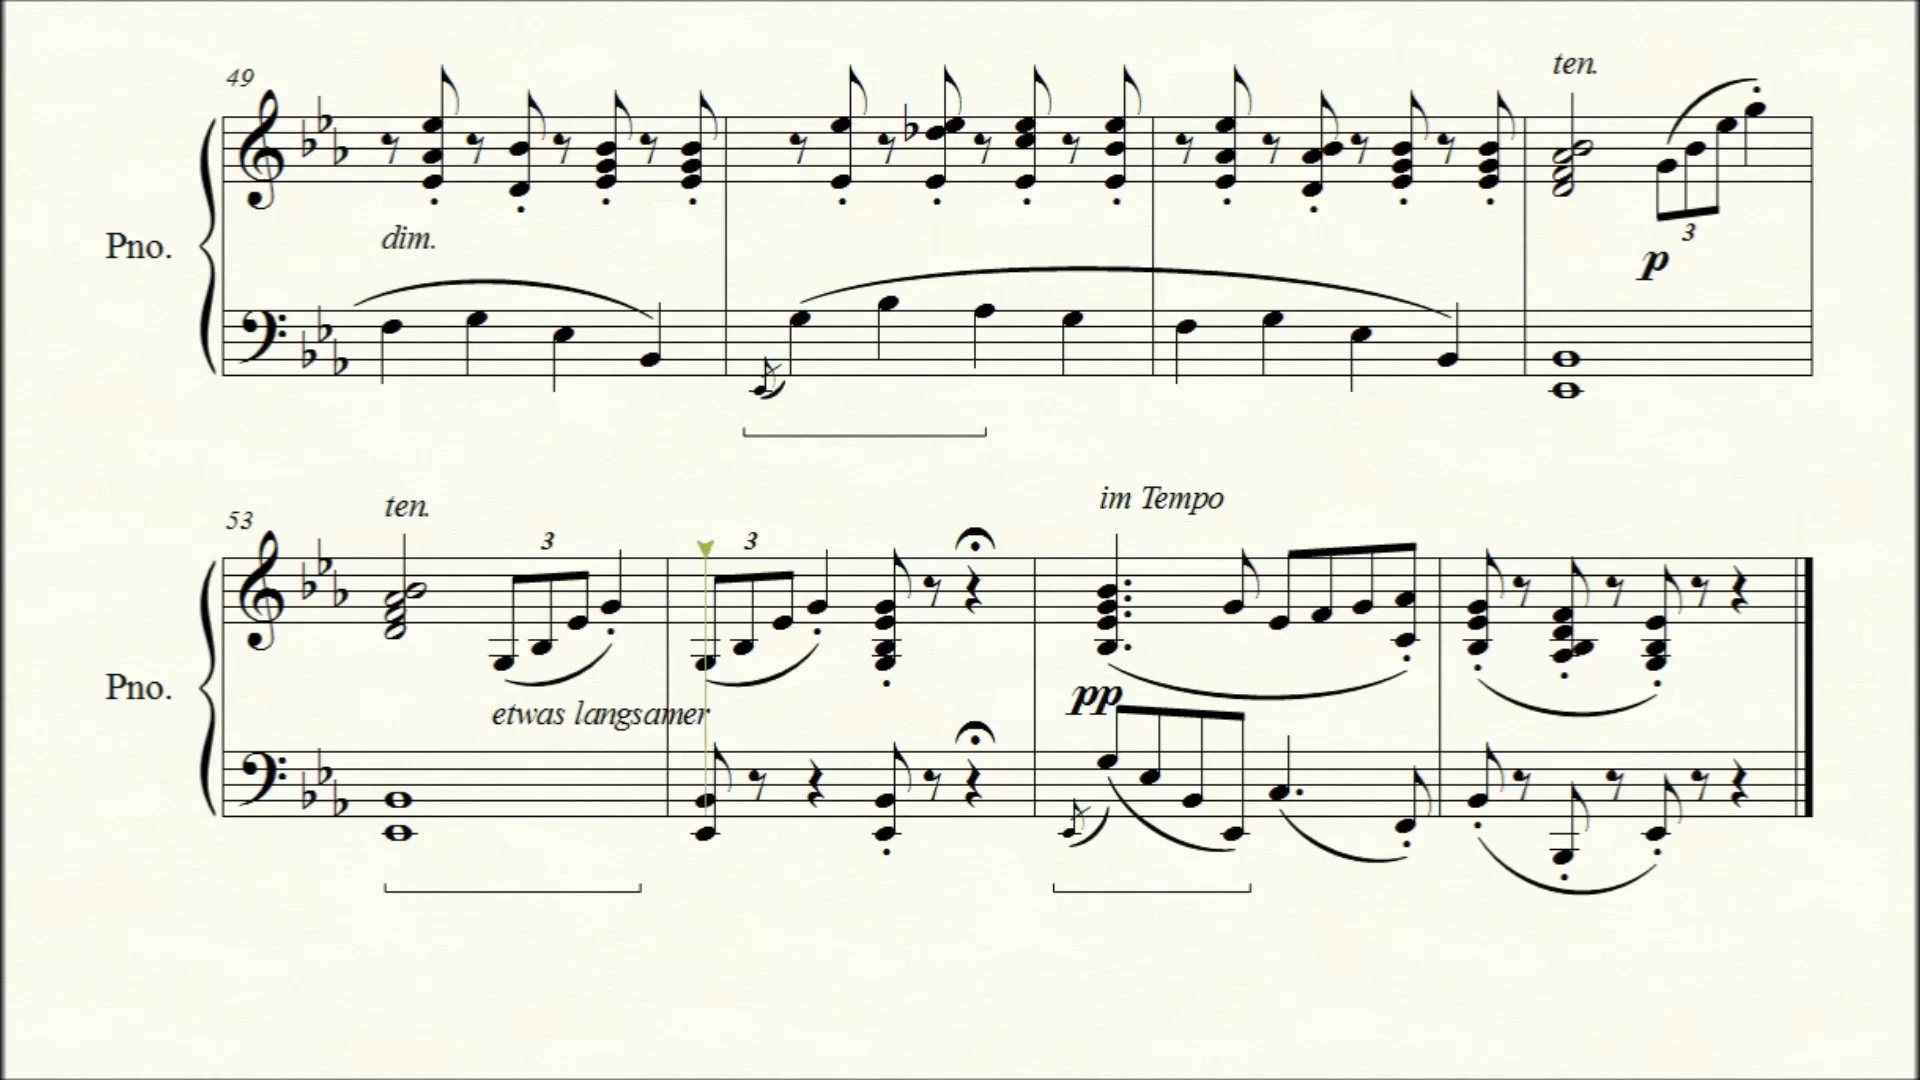 49
ten.
dim.
3
Pno.
p
53
ten.
3
3
im Tempo
Pno.
etwas langsamer
pp